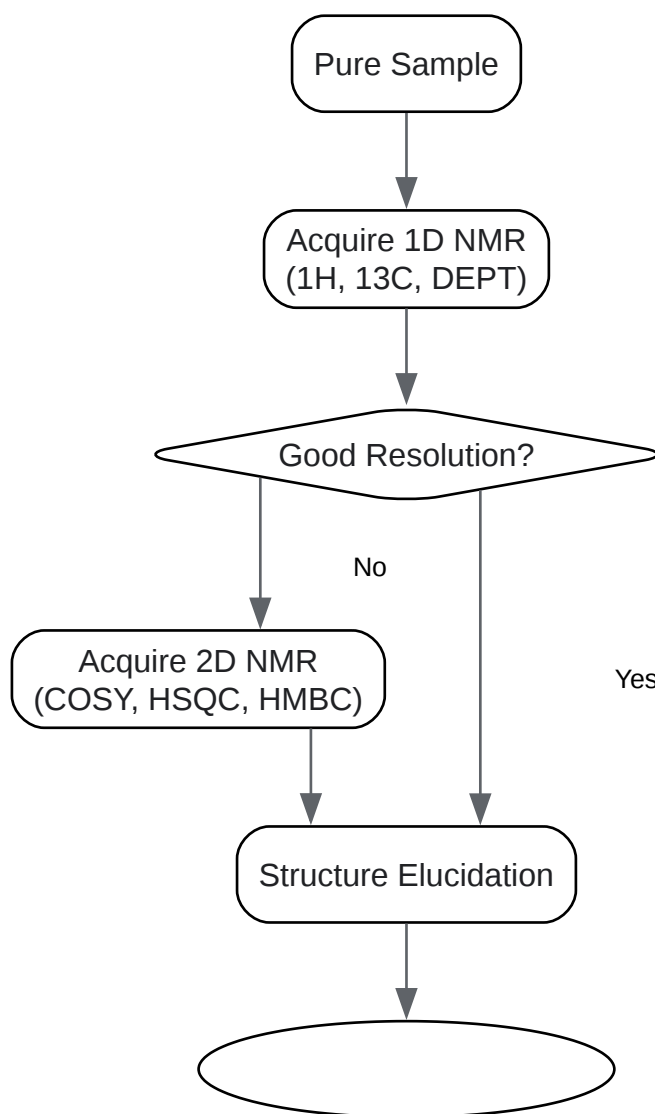 Pure Sample
Acquire 1D NMR
(1H, 13C, DEPT)
Good Resolution?
No
Acquire 2D NMR
(COSY, HSQC, HMBC)
Yes
Structure Elucidation